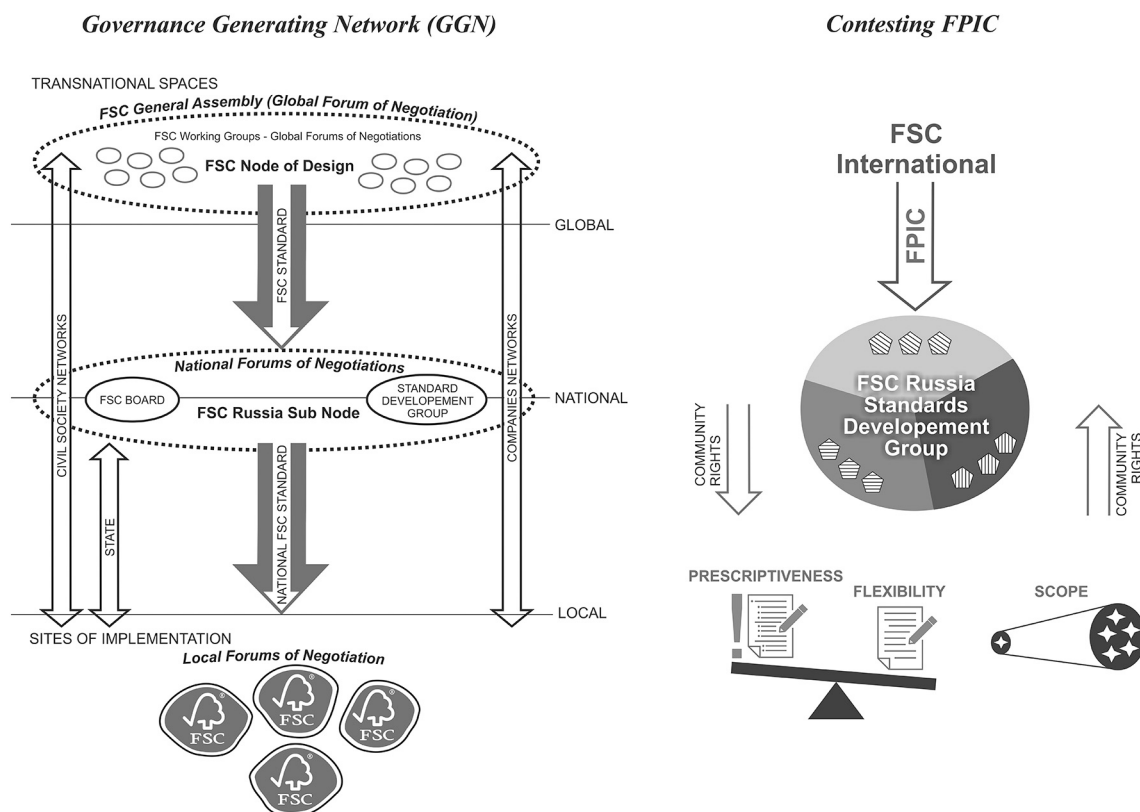 Governance Generating Network (GGN)
TRANSNATIONAL SPACES
FSC General Assembly (Global Forum of Negotiation)
FSC Working Groups - Global Forums of Negotiations
FSC Node of Design
GLOBAL
FSC STANDARD
CIVIL SOCIETY NETWORKS
COMPANIES NETWORKS
National Forums of Negotiations
FSC BOARD
STANDARD
DEVELOPEMENT
GROUP
NATIONAL
FSC Russia Sub Node
STATE
NATIONAL FSC STANDARD
LOCAL
SITES OF IMPLEMENTATION
Local Forums of Negotiation
FSC
®
FSC
®
FSC
®
FSC
®
Contesting FPIC
FSC
International
FPIC
FSC Russia
Standards
Developement
Group
COMMUNITY
RIGHTS
COMMUNITY
RIGHTS
PRESCRIPTIVENESS
!
FLEXIBILITY
SCOPE